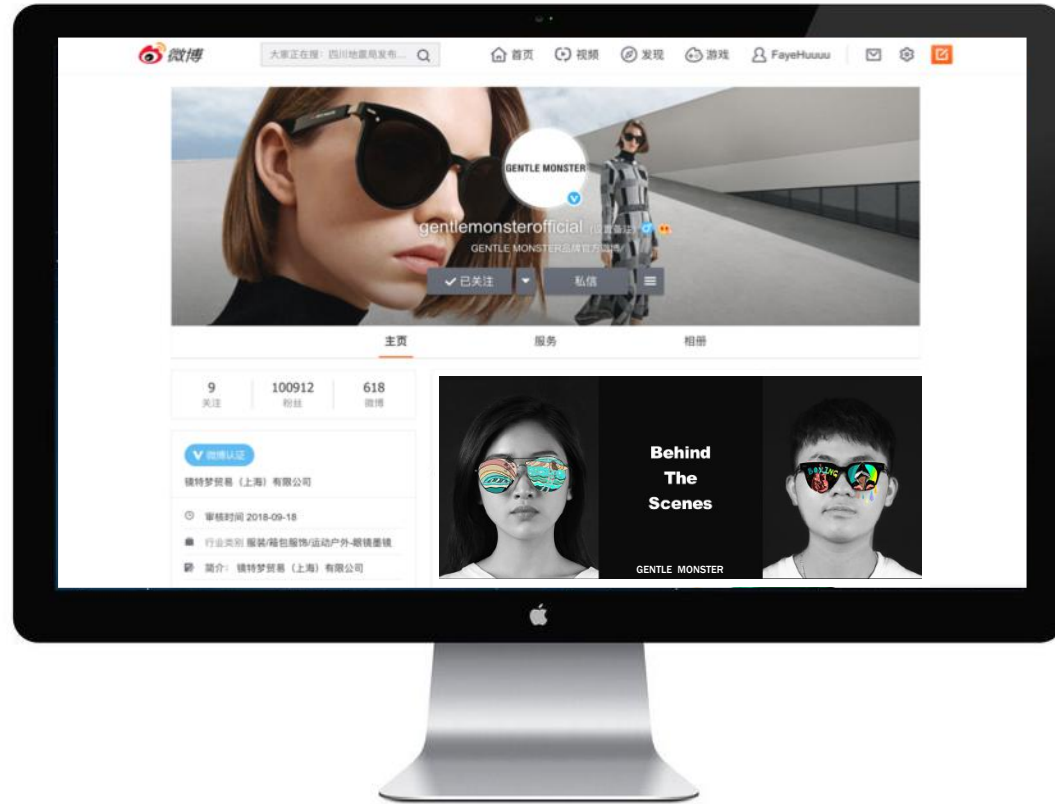 微博
大家正在搜：四川地震局发布...
首页
视频
发现
游戏
FayeHuuuu
GENTLE MONSTER
gentlemonsterofficial (设置备注)
GENTLE MONSTER品牌官方微博
已关注
私信
主页
服务
相册
9
关注
100912
粉丝
618
微博
V 微博认证
镜特梦贸易（上海）有限公司
审核时间 2018-09-18
行业类别 服装/箱包服饰/运动户外-眼镜墨镜
简介： 镜特梦贸易（上海）有限公司
Behind
The
Scenes
GENTLE MONSTER
BOXING